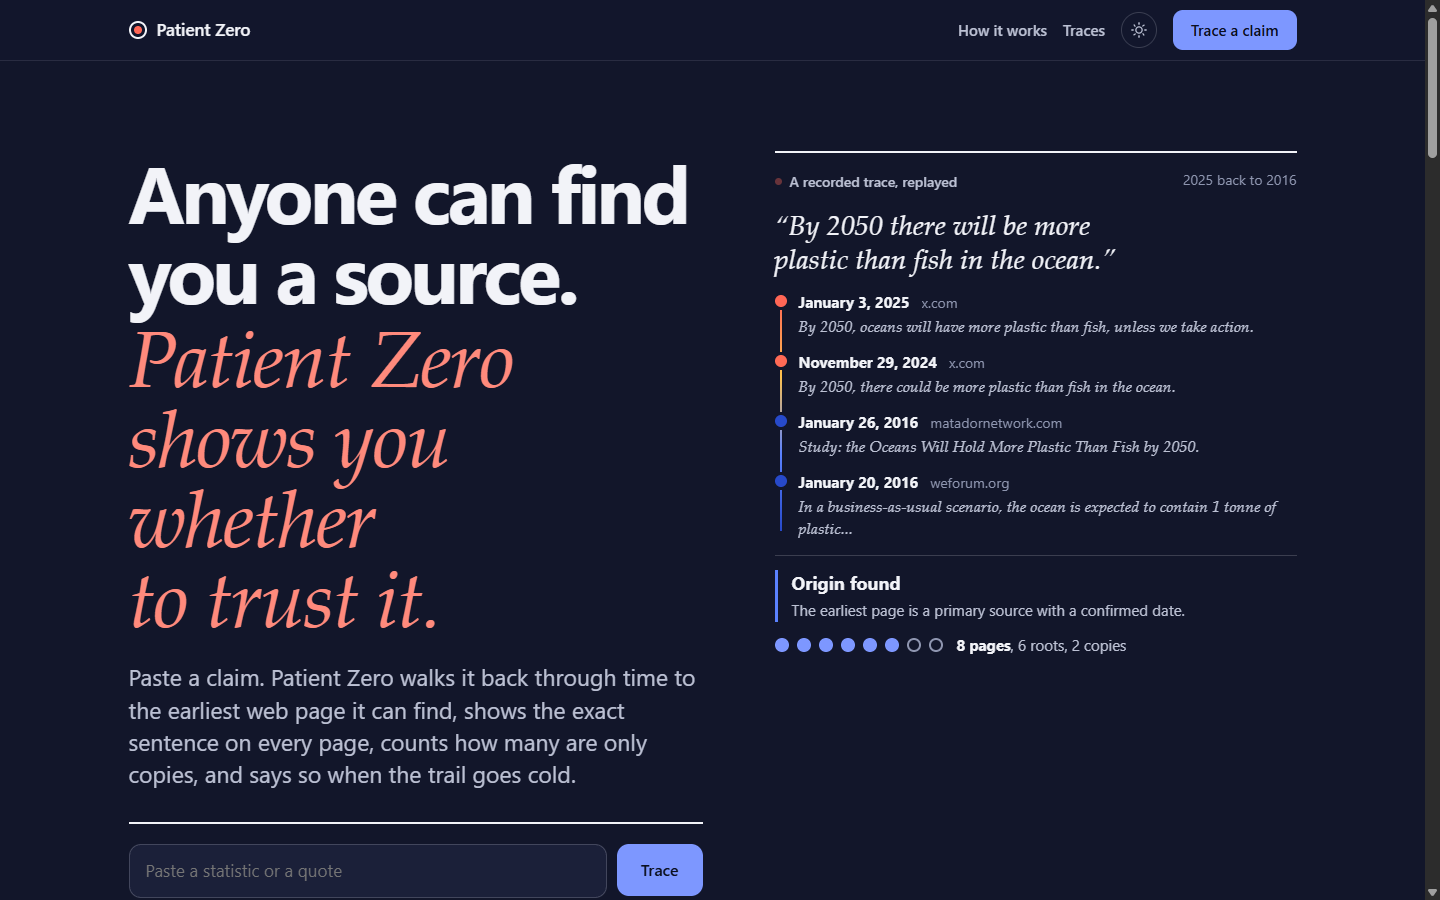 Patient Zero
How it works
Traces
Trace a claim
Anyone can find
you a source.
Patient Zero
shows you
whether
to trust it.
Paste a claim. Patient Zero walks it back through time to
the earliest web page it can find, shows the exact
sentence on every page, counts how many are only
copies, and says so when the trail goes cold.
Paste a statistic or a quote
Trace
A recorded trace, replayed
2025 back to 2016
“By 2050 there will be more
plastic than fish in the ocean.”
January 3, 2025 x.com
By 2050, oceans will have more plastic than fish, unless we take action.
November 29, 2024 x.com
By 2050, there could be more plastic than fish in the ocean.
January 26, 2016 matadornetwork.com
Study: the Oceans Will Hold More Plastic Than Fish by 2050.
January 20, 2016 weforum.org
In a business-as-usual scenario, the ocean is expected to contain 1 tonne of
plastic...
Origin found
The earliest page is a primary source with a confirmed date.
8 pages, 6 roots, 2 copies